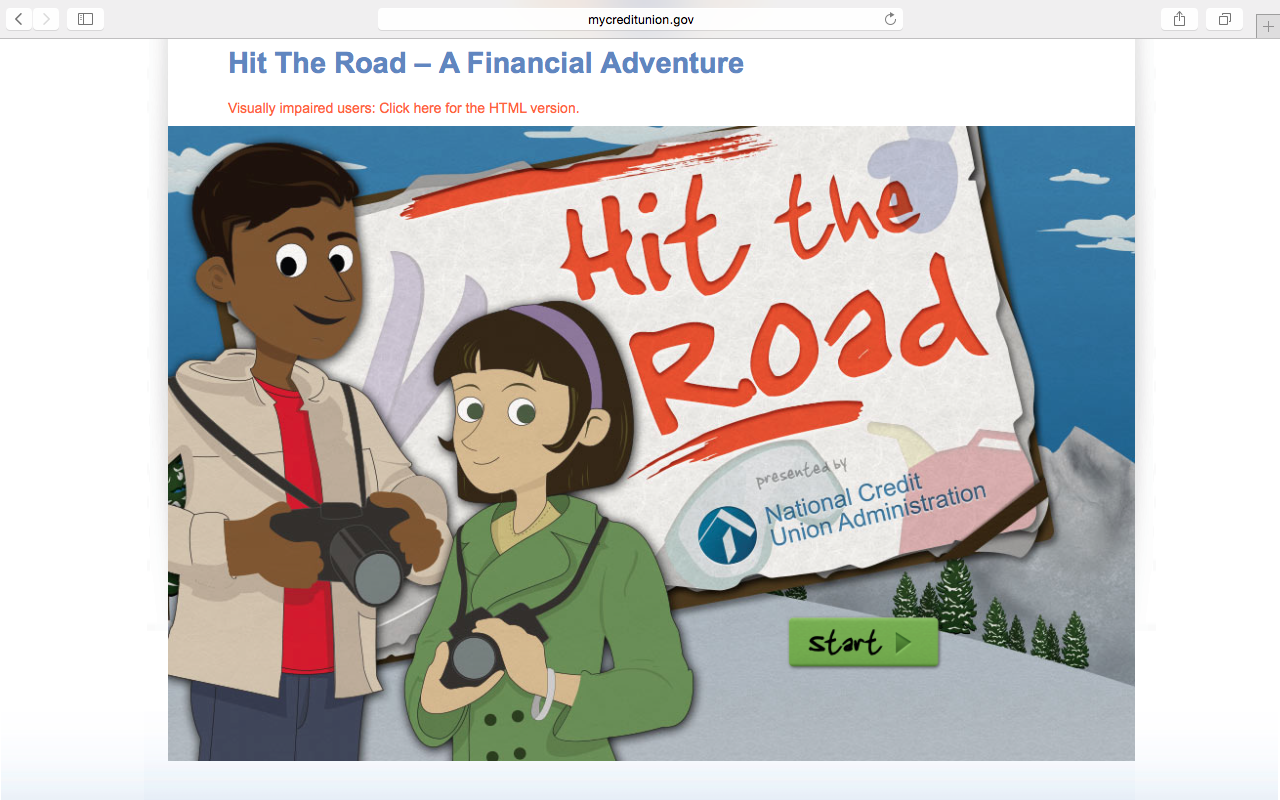 mycreditunion.gov
Hit The Road – A Financial Adventure
Visually impaired users: Click here for the HTML version.
Hit the
Road
presented by
National Credit
Union Administration
start